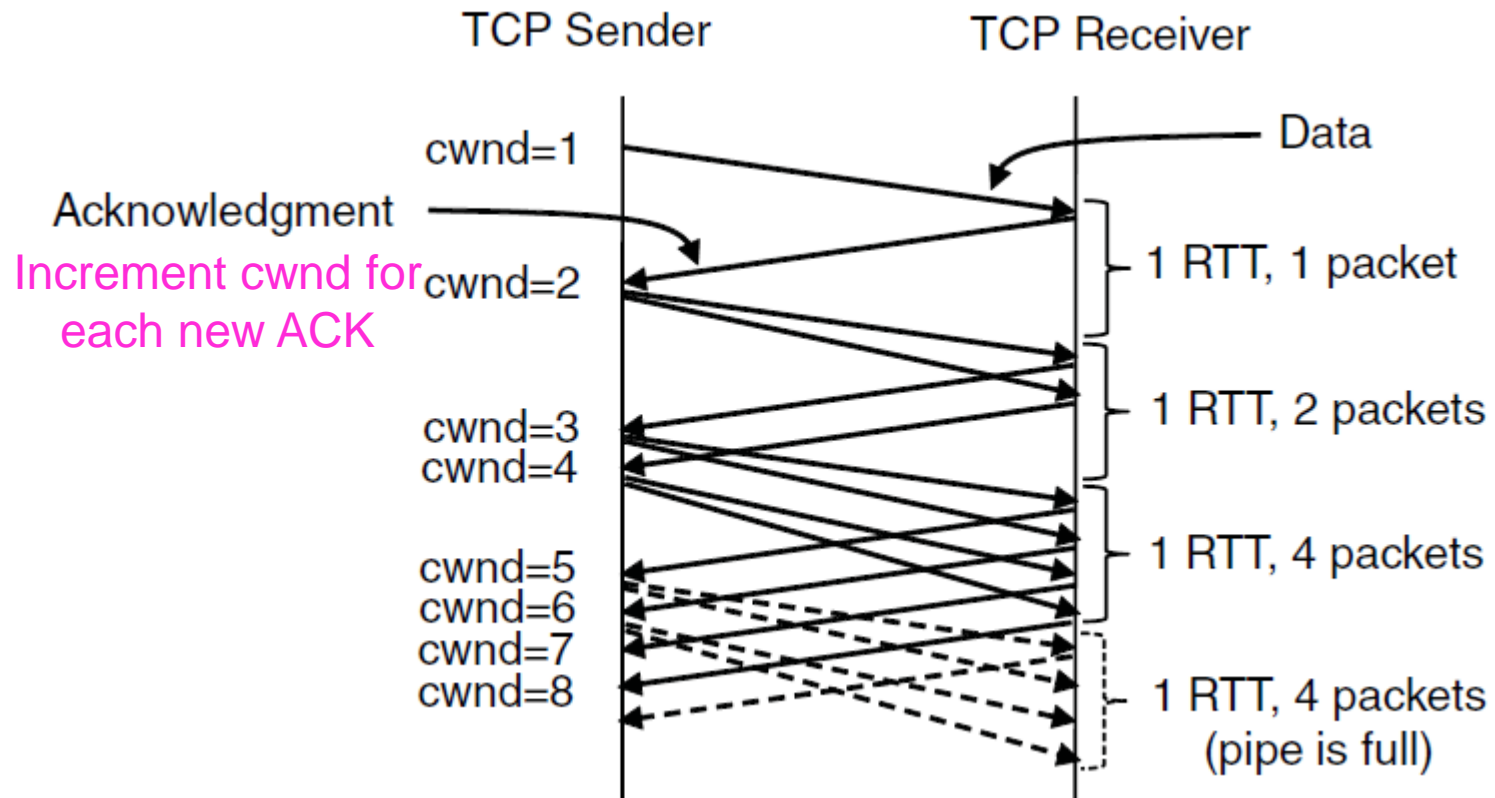 TCP Sender
TCP Receiver
cwnd=1
Data
Acknowledgment
Increment cwnd for
each new ACK
cwnd=2
1 RTT, 1 packet
cwnd=3
cwnd=4
1 RTT, 2 packets
cwnd=5
cwnd=6
cwnd=7
cwnd=8
1 RTT, 4 packets
1 RTT, 4 packets
(pipe is full)